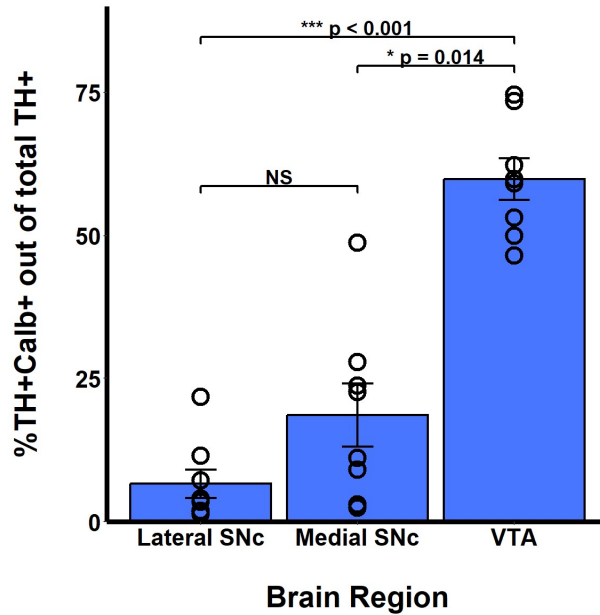 *** p < 0.001
* p = 0.014
NS
%TH+Calb+ out of total TH+
75
50
25
0
Lateral SNc Medial SNc VTA
Brain Region